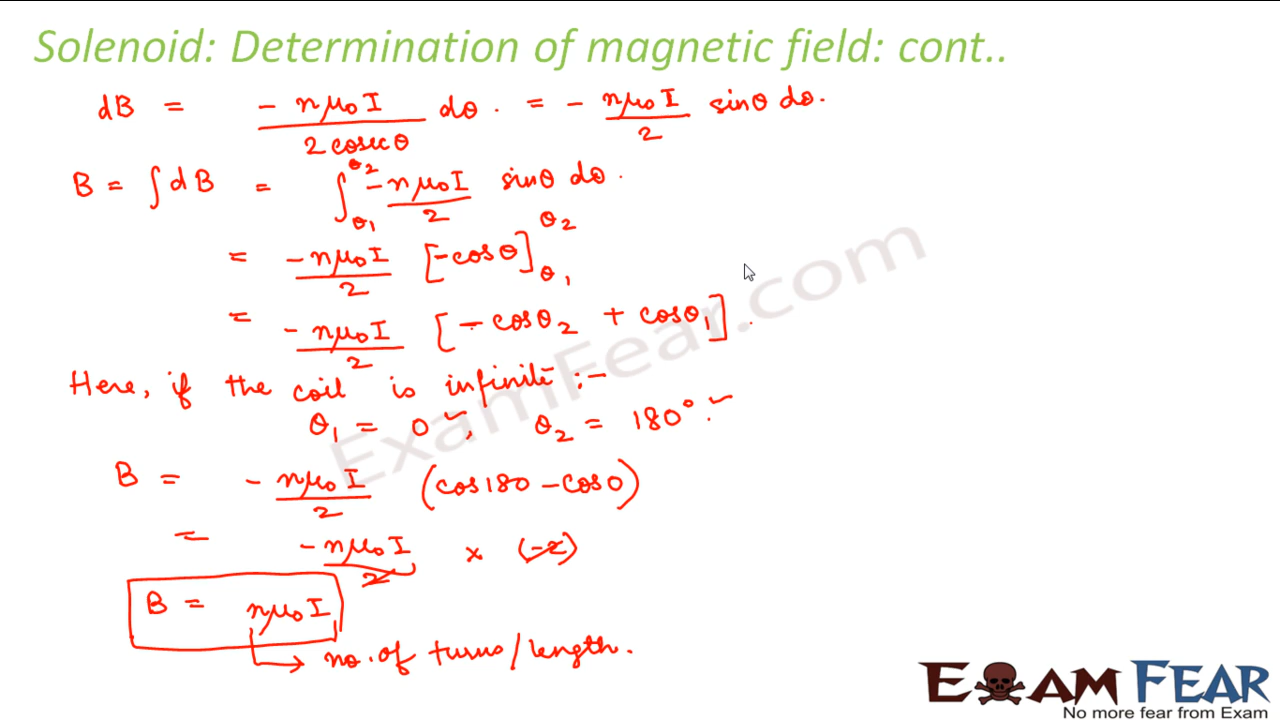 Solenoid: Determination of magnetic field: cont..
dB = - nμ₀I / 2cosecθ dθ. = - nμ₀I / 2 sinθ dθ.
B = ∫dB = ∫θ₁^θ₂ -nμ₀I / 2 sinθ dθ.
= -nμ₀I / 2 [-cosθ]θ₁^θ₂
= -nμ₀I / 2 [-cosθ₂ + cosθ₁].
Here, if the coil is infinite :-
θ₁ = 0 ✓, θ₂ = 180°. ✓
B = - nμ₀I / 2 (cos180 - cos0)
= -nμ₀I / 2 × (-2)
B = nμ₀I
→ no. of turns/length.
ExamFear.com
EXAM FEAR
No more fear from Exam